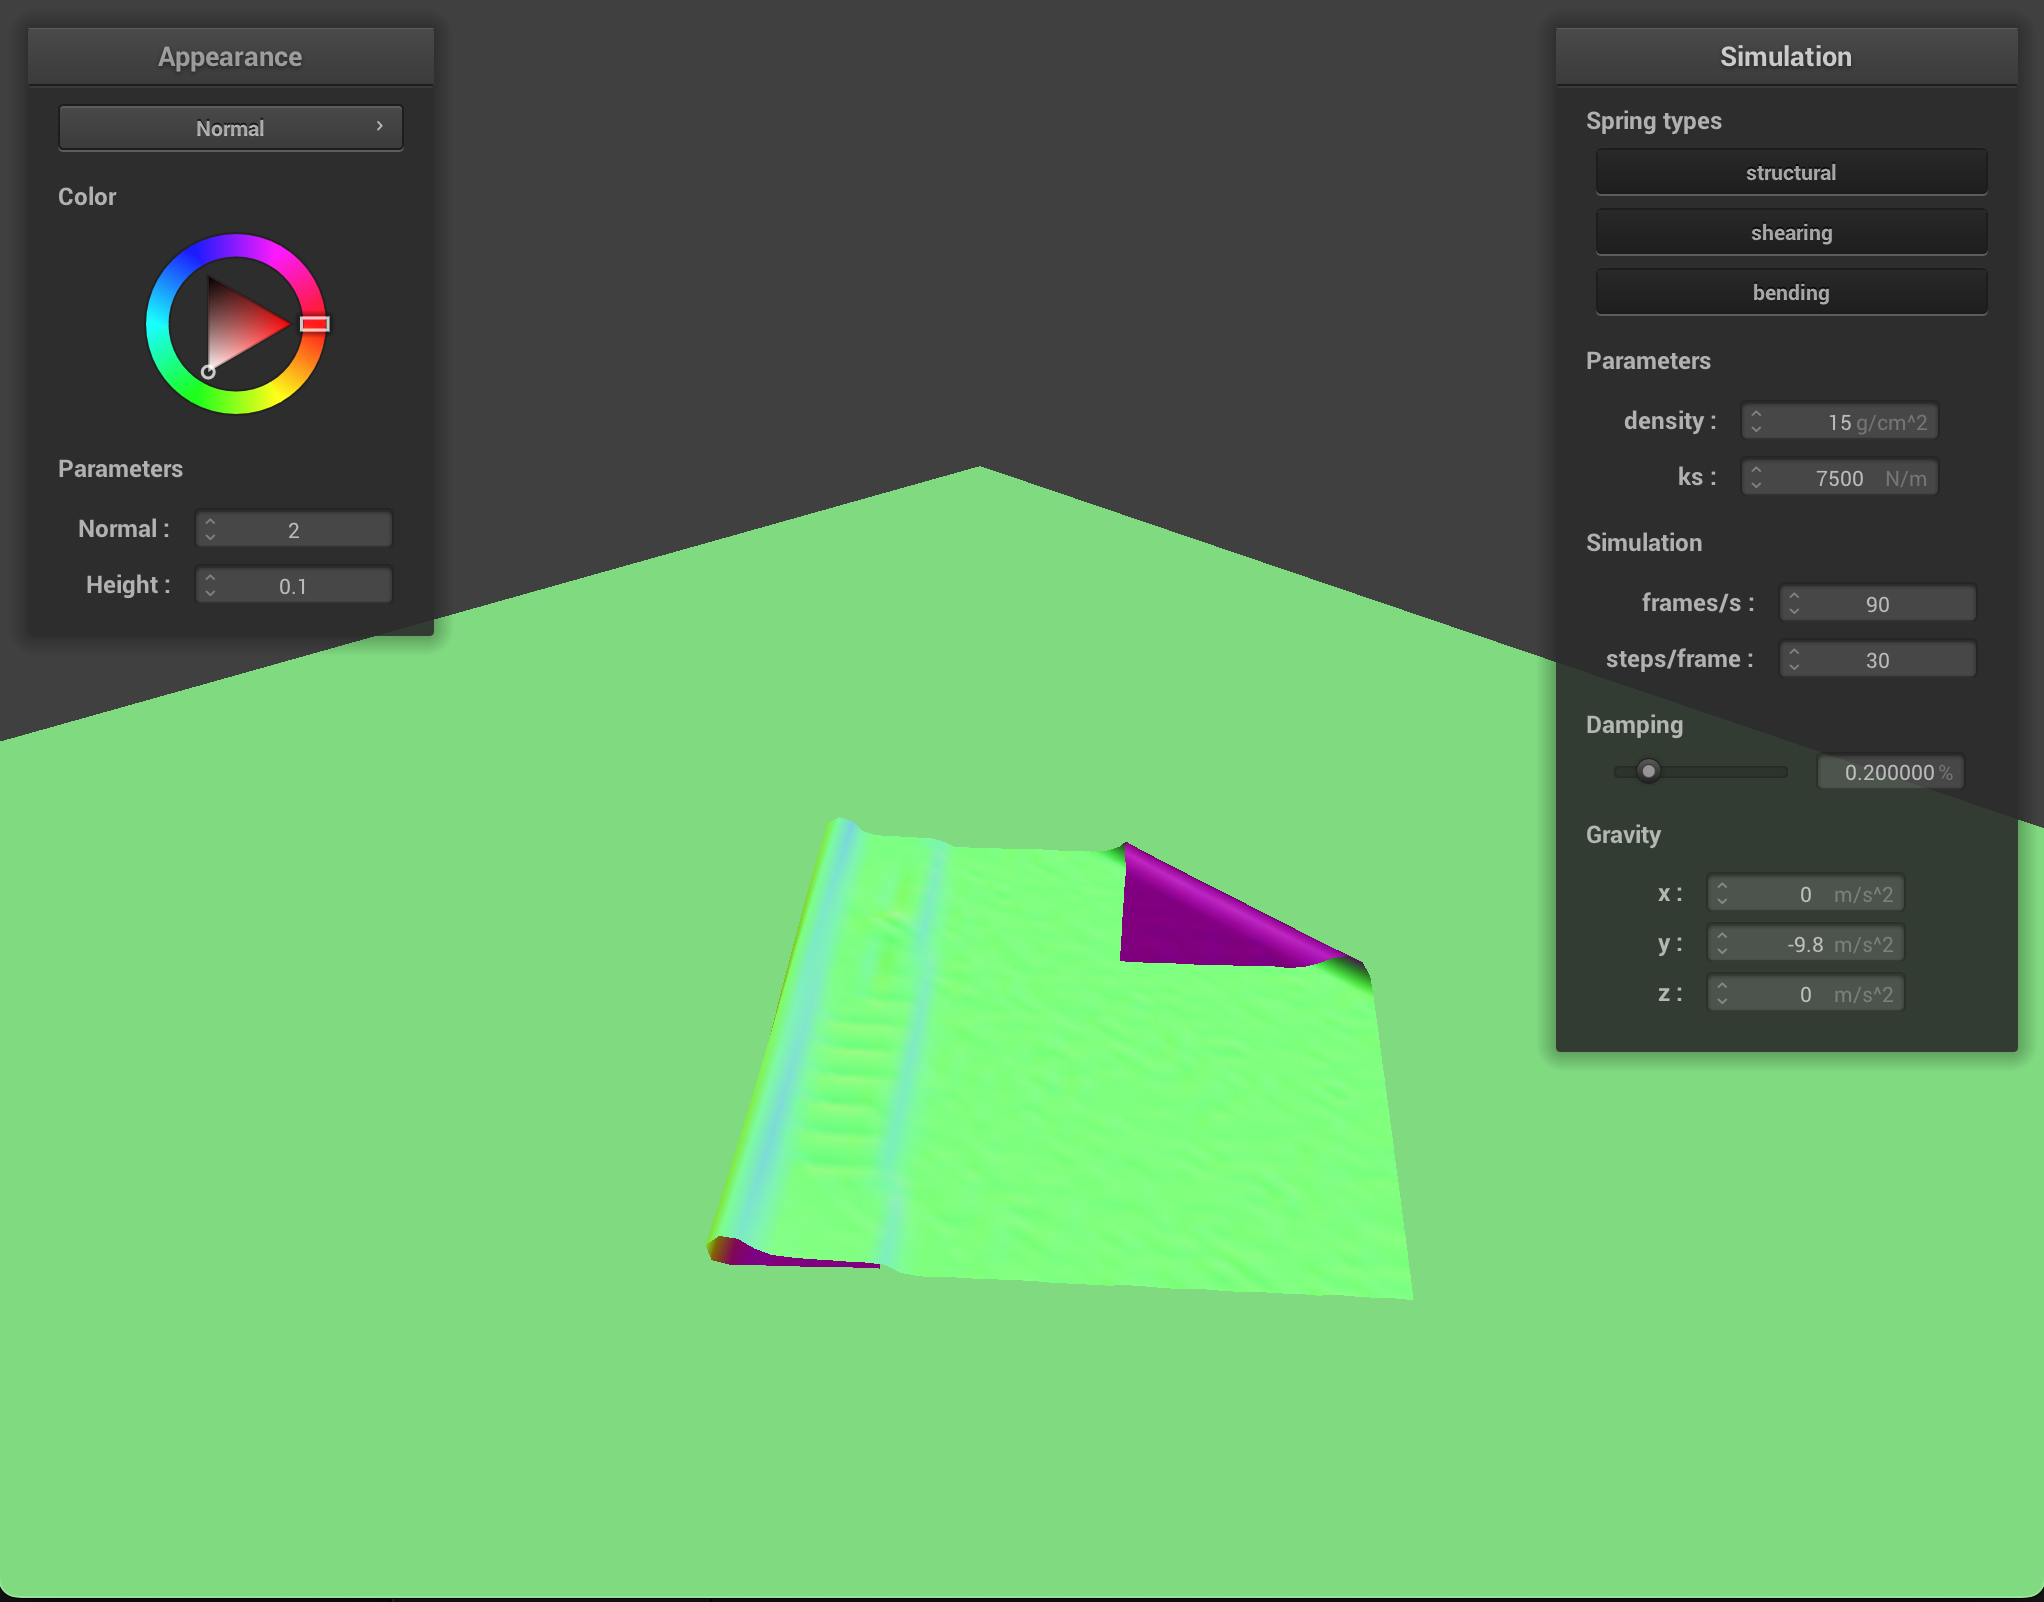 Appearance
Normal
Color
Parameters
Normal : 2
Height : 0.1
Simulation
Spring types
structural
shearing
bending
Parameters
density : 15 g/cm^2
ks : 7500 N/m
Simulation
frames/s : 90
steps/frame : 30
Damping
0.200000 %
Gravity
x : 0 m/s^2
y : -9.8 m/s^2
z : 0 m/s^2